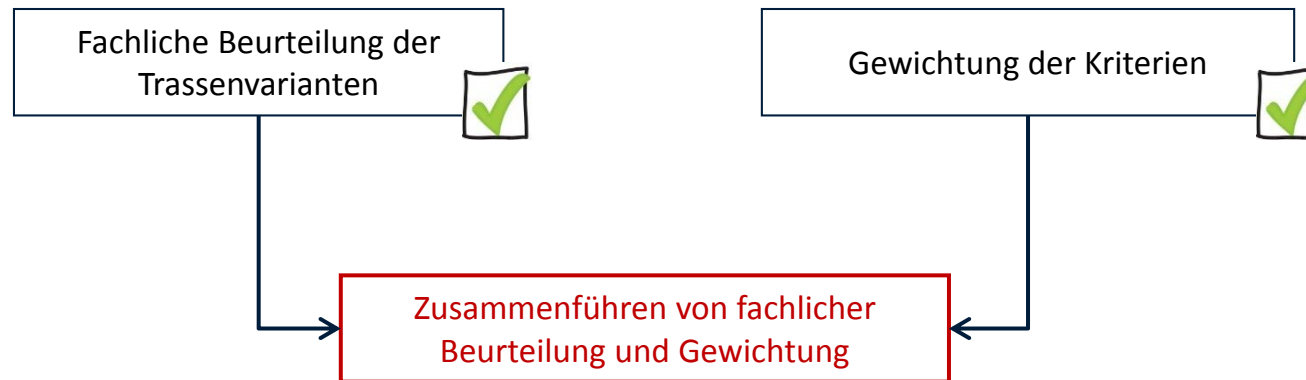 Fachliche Beurteilung der
Trassenvarianten
Gewichtung der Kriterien
Zusammenführen von fachlicher
Beurteilung und Gewichtung